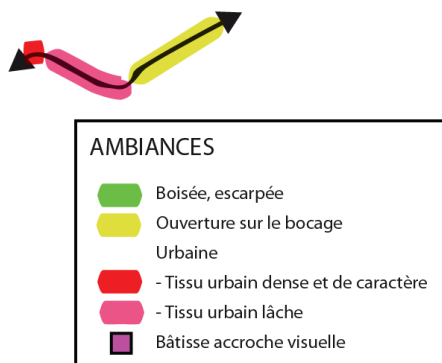 AMBIANCES
Boisée, escarpée
Ouverture sur le bocage
Urbaine
- Tissu urbain dense et de caractère
- Tissu urbain lâche
Bâtisse accroche visuelle